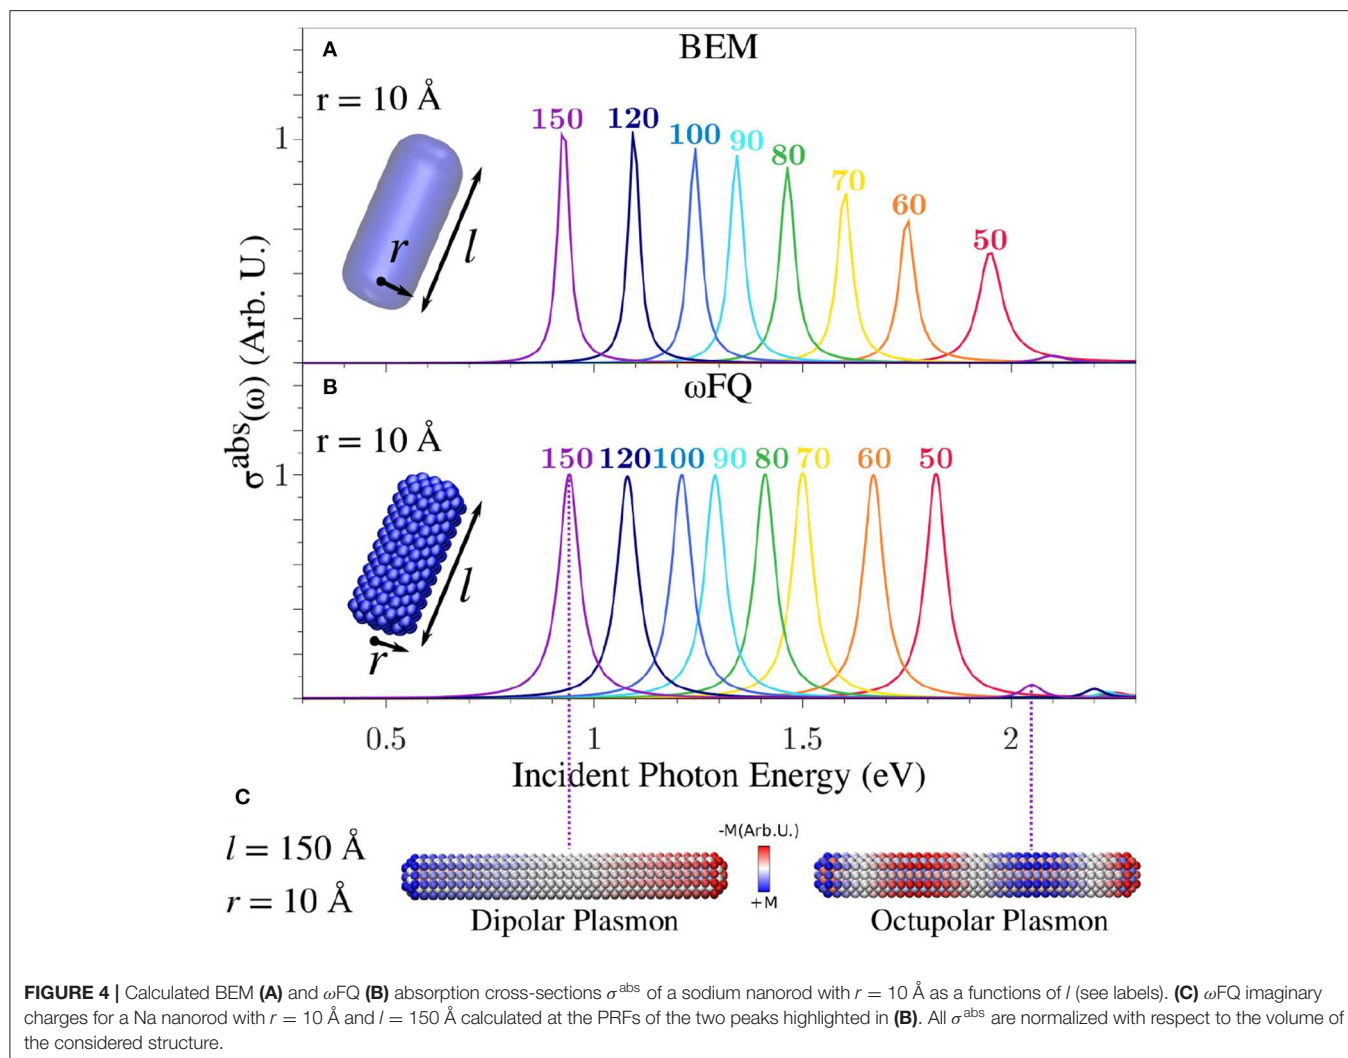 A
BEM
r = 10 Å
150 120 100 90 80 70 60 50
1
r
l
σ^abs(ω) (Arb. U.)
B
ωFQ
r = 10 Å
150 120 100 90 80 70 60 50
1
l
r
0.5 1 1.5 2
Incident Photon Energy (eV)
C
l = 150 Å
r = 10 Å
-M(Arb.U.)
+M
Dipolar Plasmon
Octupolar Plasmon
FIGURE 4 | Calculated BEM (A) and ωFQ (B) absorption cross-sections σ^abs of a sodium nanorod with r = 10 Å as a functions of l (see labels). (C) ωFQ imaginary
charges for a Na nanorod with r = 10 Å and l = 150 Å calculated at the PRFs of the two peaks highlighted in (B). All σ^abs are normalized with respect to the volume of
the considered structure.